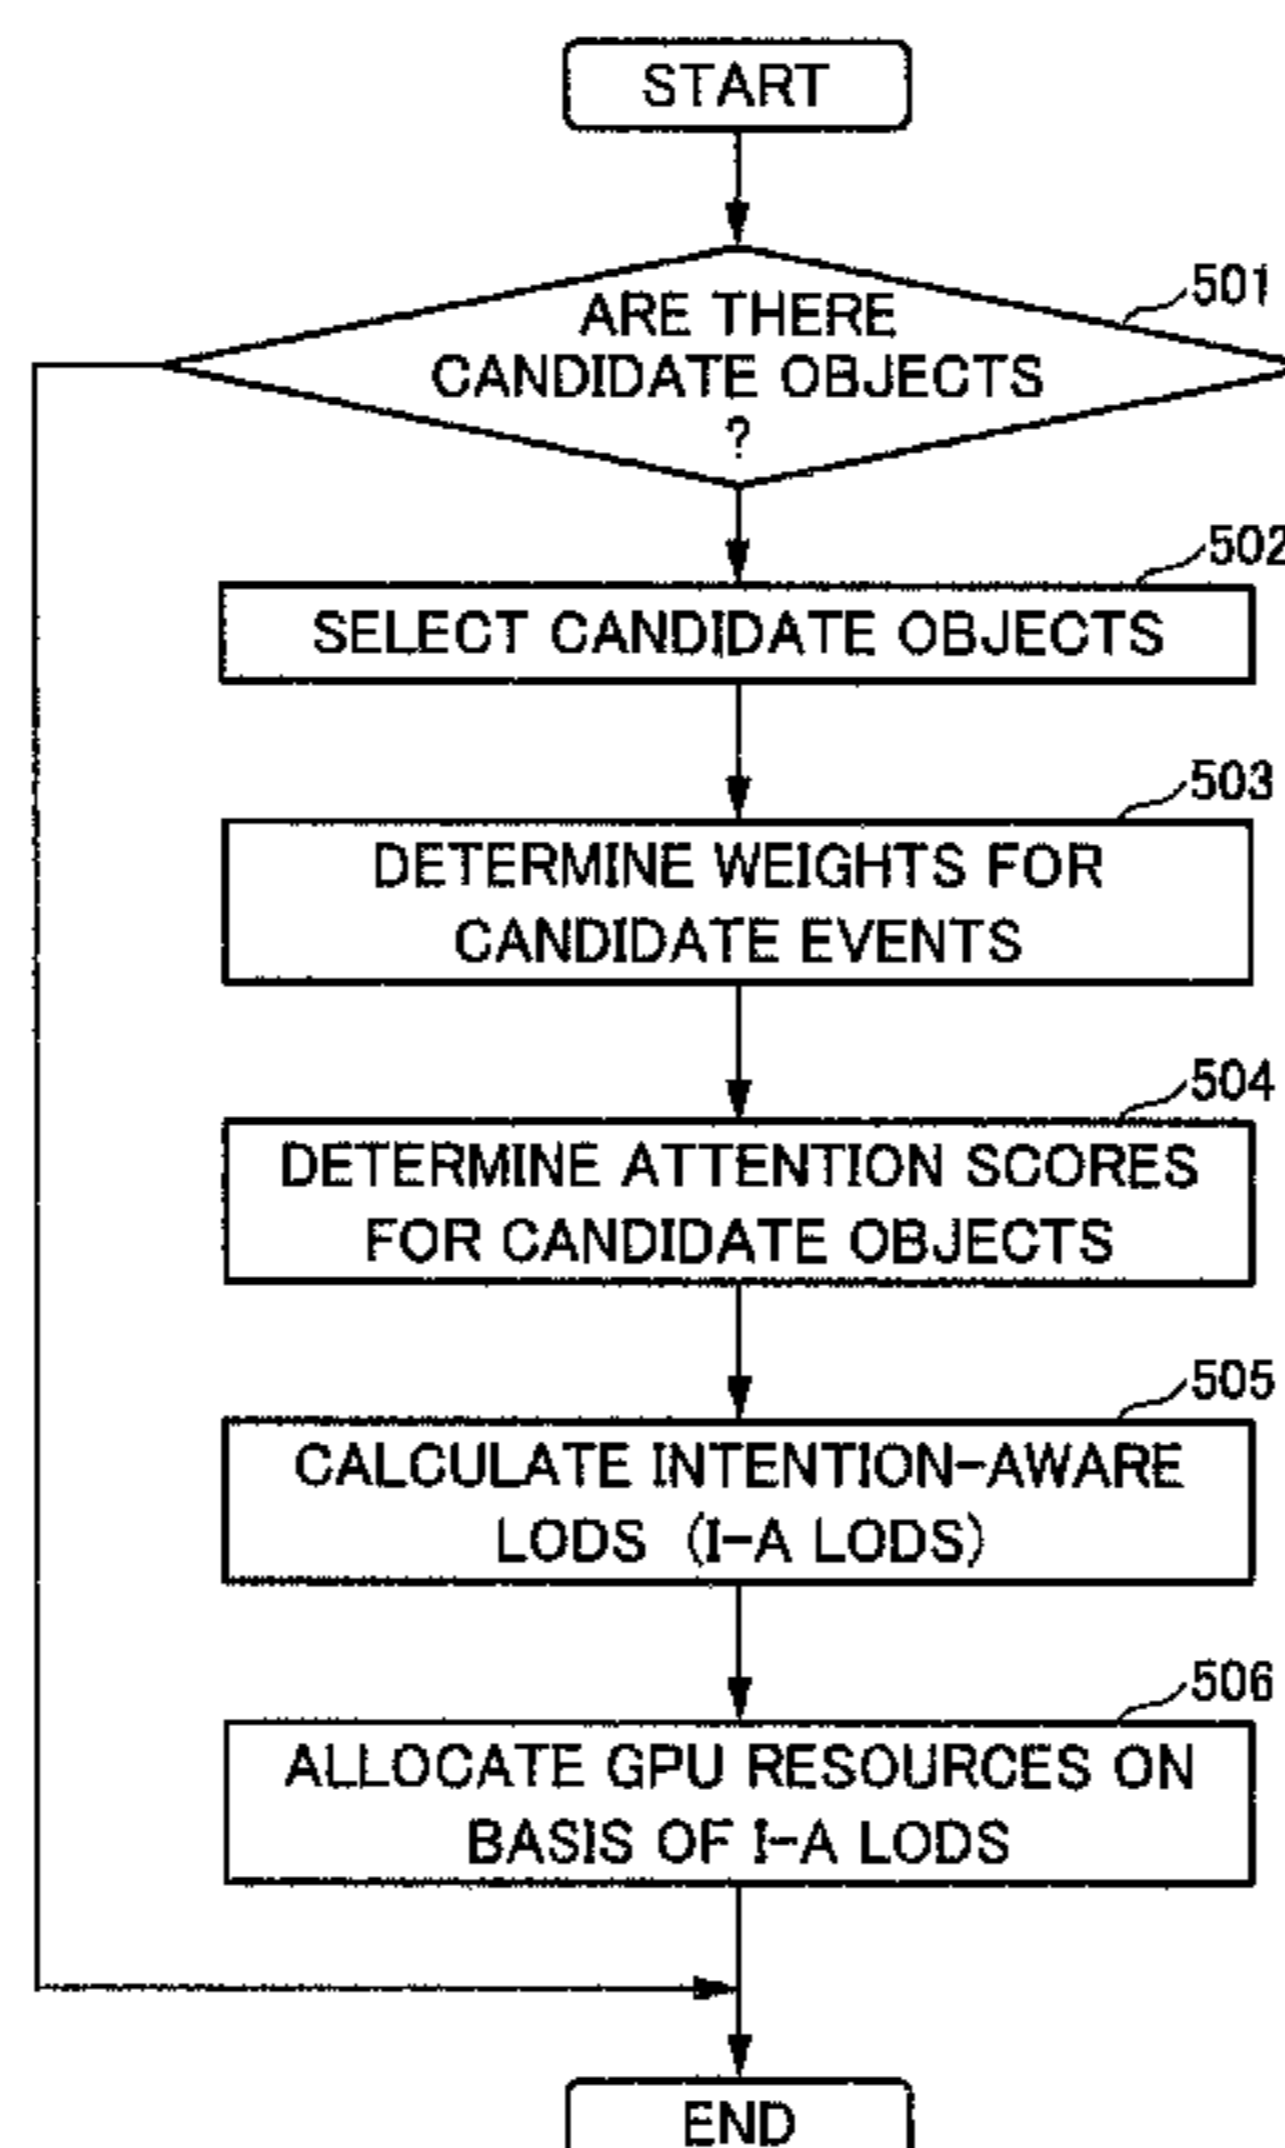 START
501
ARE THERE
CANDIDATE OBJECTS
?
502
SELECT CANDIDATE OBJECTS
503
DETERMINE WEIGHTS FOR
CANDIDATE EVENTS
504
DETERMINE ATTENTION SCORES
FOR CANDIDATE OBJECTS
505
CALCULATE INTENTION-AWARE
LODS (I-A LODS)
506
ALLOCATE GPU RESOURCES ON
BASIS OF I-A LODS
END